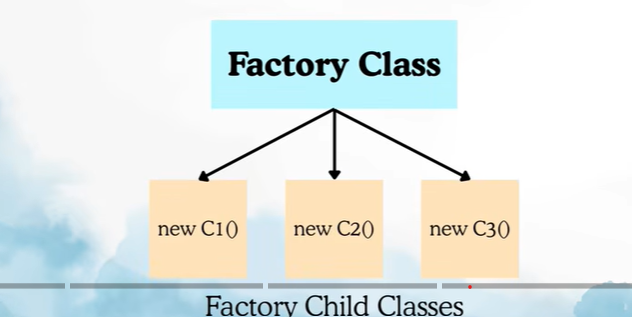 Factory Class
new C1()
new C2()
new C3()
Factory Child Classes